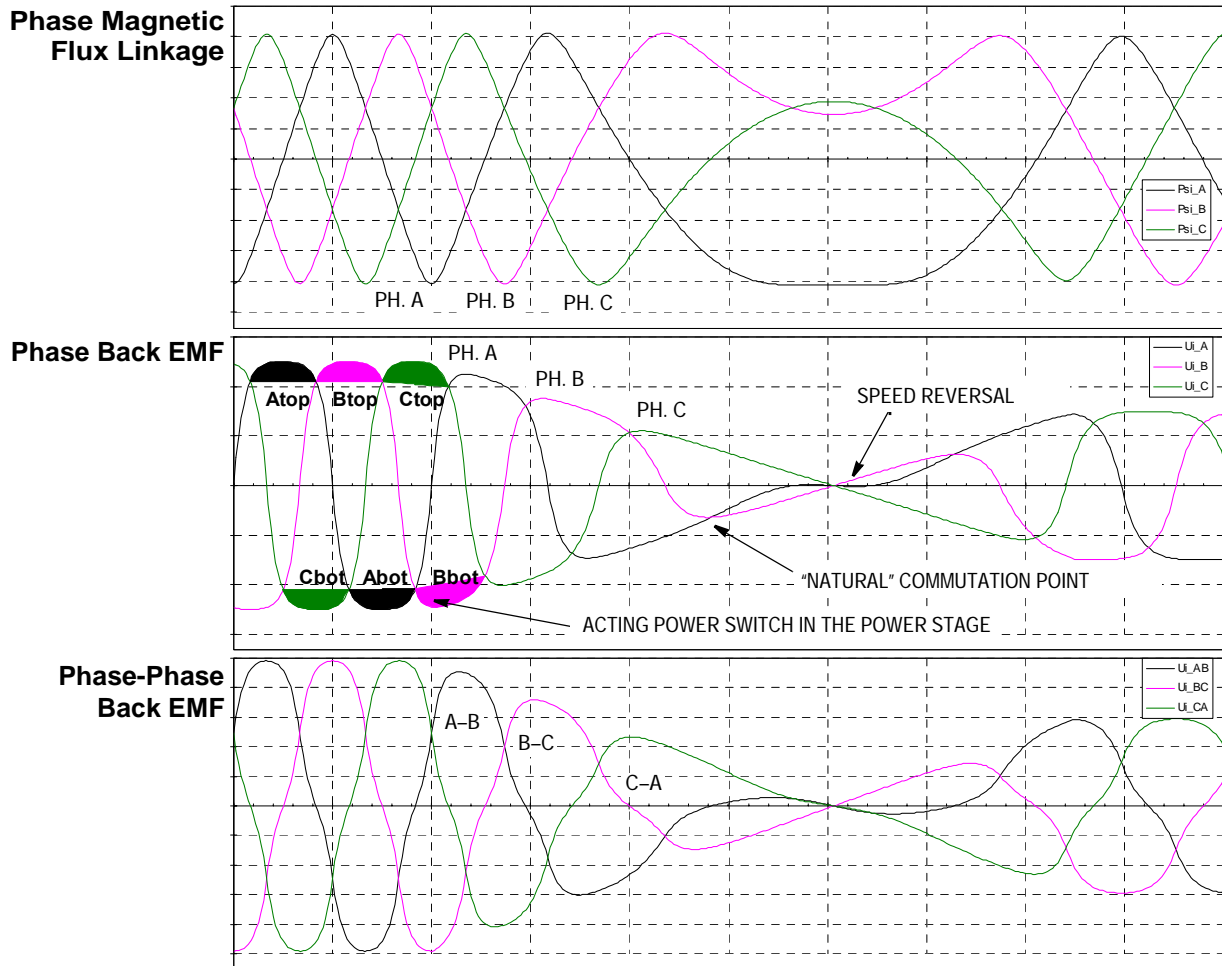 Phase Magnetic
Flux Linkage
Psi_A
Psi_B
Psi_C
PH. A
PH. B
PH. C
Phase Back EMF
Ui_A
Ui_B
Ui_C
PH. A
PH. B
PH. C
SPEED REVERSAL
Atop
Btop
Ctop
Cbot
Abot
Bbot
“NATURAL” COMMUTATION POINT
ACTING POWER SWITCH IN THE POWER STAGE
Phase-Phase
Back EMF
Ui_AB
Ui_BC
Ui_CA
A–B
B–C
C–A